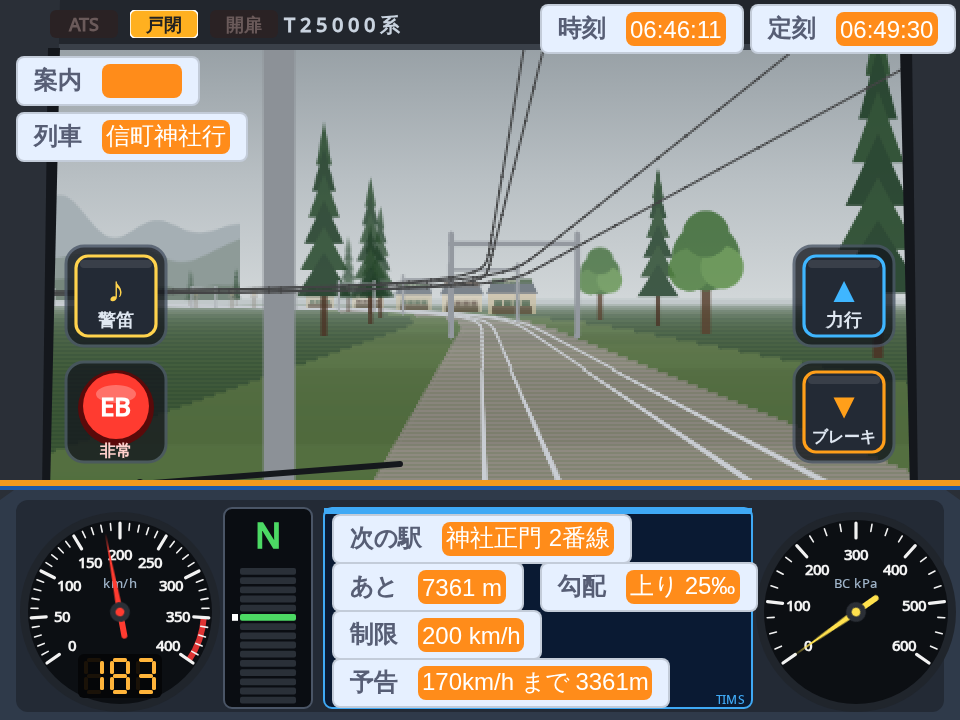 ATS 戸閉 開扉 T25000系
時刻 06:46:11 定刻 06:49:30
案内
列車 信町神社行
♪ 警笛
EB 非常
▲ 力行
▼ ブレーキ
0 50 100 150 200 250 300 350 400 km/h
183
N
次の駅 神社正門 2番線
あと 7361 m 勾配 上り 25‰
制限 200 km/h
予告 170km/h まで 3361m
TIMS
0 100 200 300 400 500 600 BC kPa